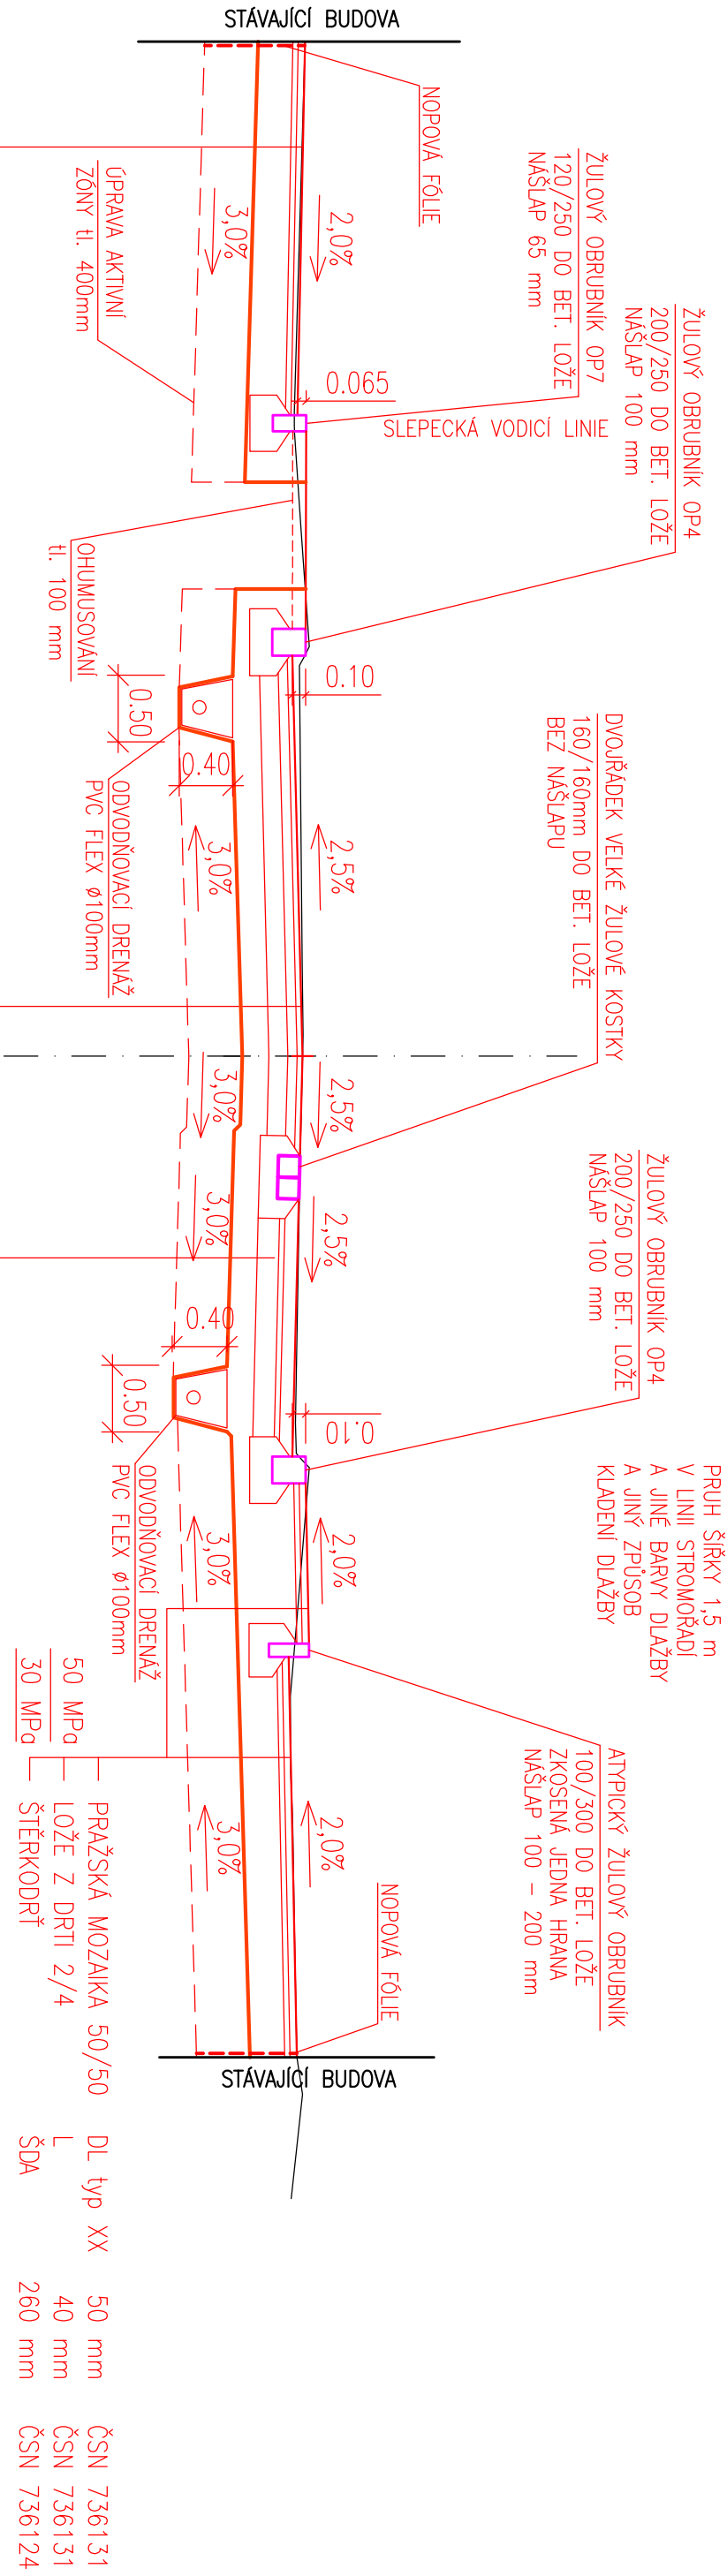 STÁVAJÍCÍ BUDOVA
NOPOVÁ FÓLIE
ŽULOVÝ OBRUBNÍK OP7
120/250 DO BET. LOŽE
NÁŠLAP 65 mm
ŽULOVÝ OBRUBNÍK OP4
200/250 DO BET. LOŽE
NÁŠLAP 100 mm
ÚPRAVA AKTIVNÍ
ZÓNY tl. 400mm
3,0%
2,0%
0.065
SLEPECKÁ VODICÍ LINIE
OHUMUSOVÁNÍ
tl. 100 mm
0.10
0.50
0.40
ODVODŇOVACÍ DRENÁŽ
PVC FLEX ø100mm
DVOJŘÁDEK VELKÉ ŽULOVÉ KOSTKY
160/160mm DO BET. LOŽE
BEZ NÁŠLAPU
2,5%
3,0%
2,5%
3,0%
2,5%
3,0%
ŽULOVÝ OBRUBNÍK OP4
200/250 DO BET. LOŽE
NÁŠLAP 100 mm
0.40
0.50
0.10
ODVODŇOVACÍ DRENÁŽ
PVC FLEX ø100mm
PRUH ŠÍŘKY 1,5 m
V LINII STROMOŘADÍ
A JINÉ BARVY DLAŽBY
A JINÝ ZPŮSOB
KLADENÍ DLAŽBY
2,0%
3,0%
ATYPICKÝ ŽULOVÝ OBRUBNÍK
100/300 DO BET. LOŽE
ZKOSENÁ JEDNA HRANA
NÁŠLAP 100 – 200 mm
2,0%
3,0%
NOPOVÁ FÓLIE
STÁVAJÍCÍ BUDOVA
PRAŽSKÁ MOZAIKA 50/50 DL typ XX 50 mm ČSN 736131
50 MPa LOŽE Z DRTI 2/4 L 40 mm ČSN 736131
30 MPa ŠTĚRKODRŤ ŠDA 260 mm ČSN 736124